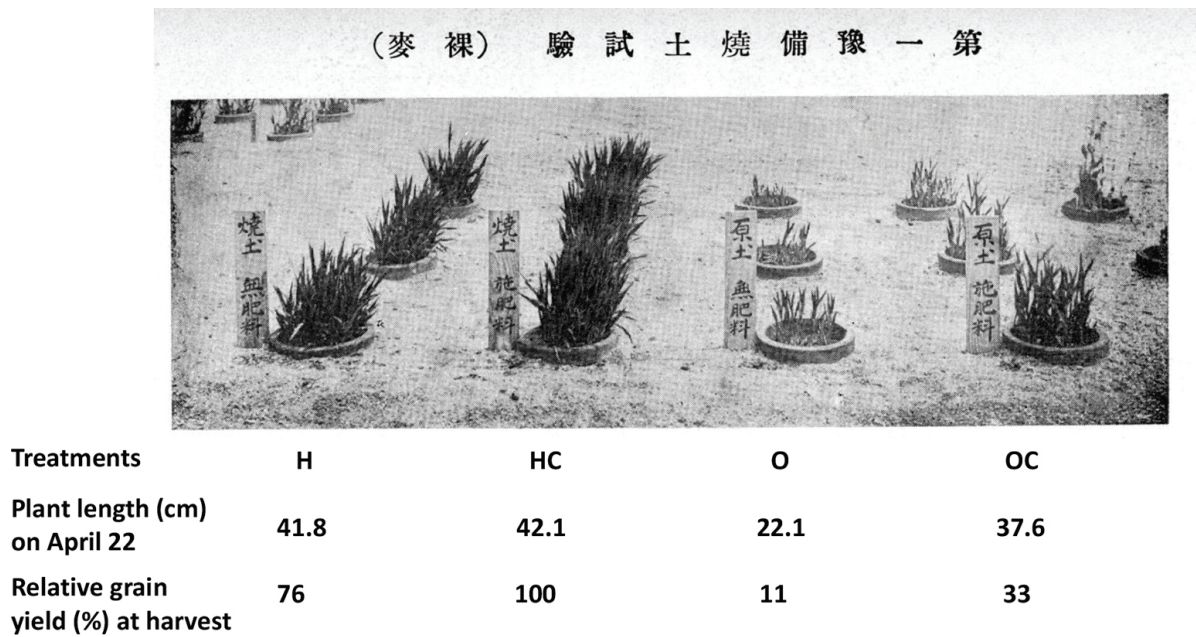 第一豫備燒土試驗（裸麥）
燒土 無肥料
燒土 施肥料
原土 無肥料
原土 施肥料
Treatments H HC O OC
Plant length (cm)
on April 22 41.8 42.1 22.1 37.6
Relative grain
yield (%) at harvest 76 100 11 33